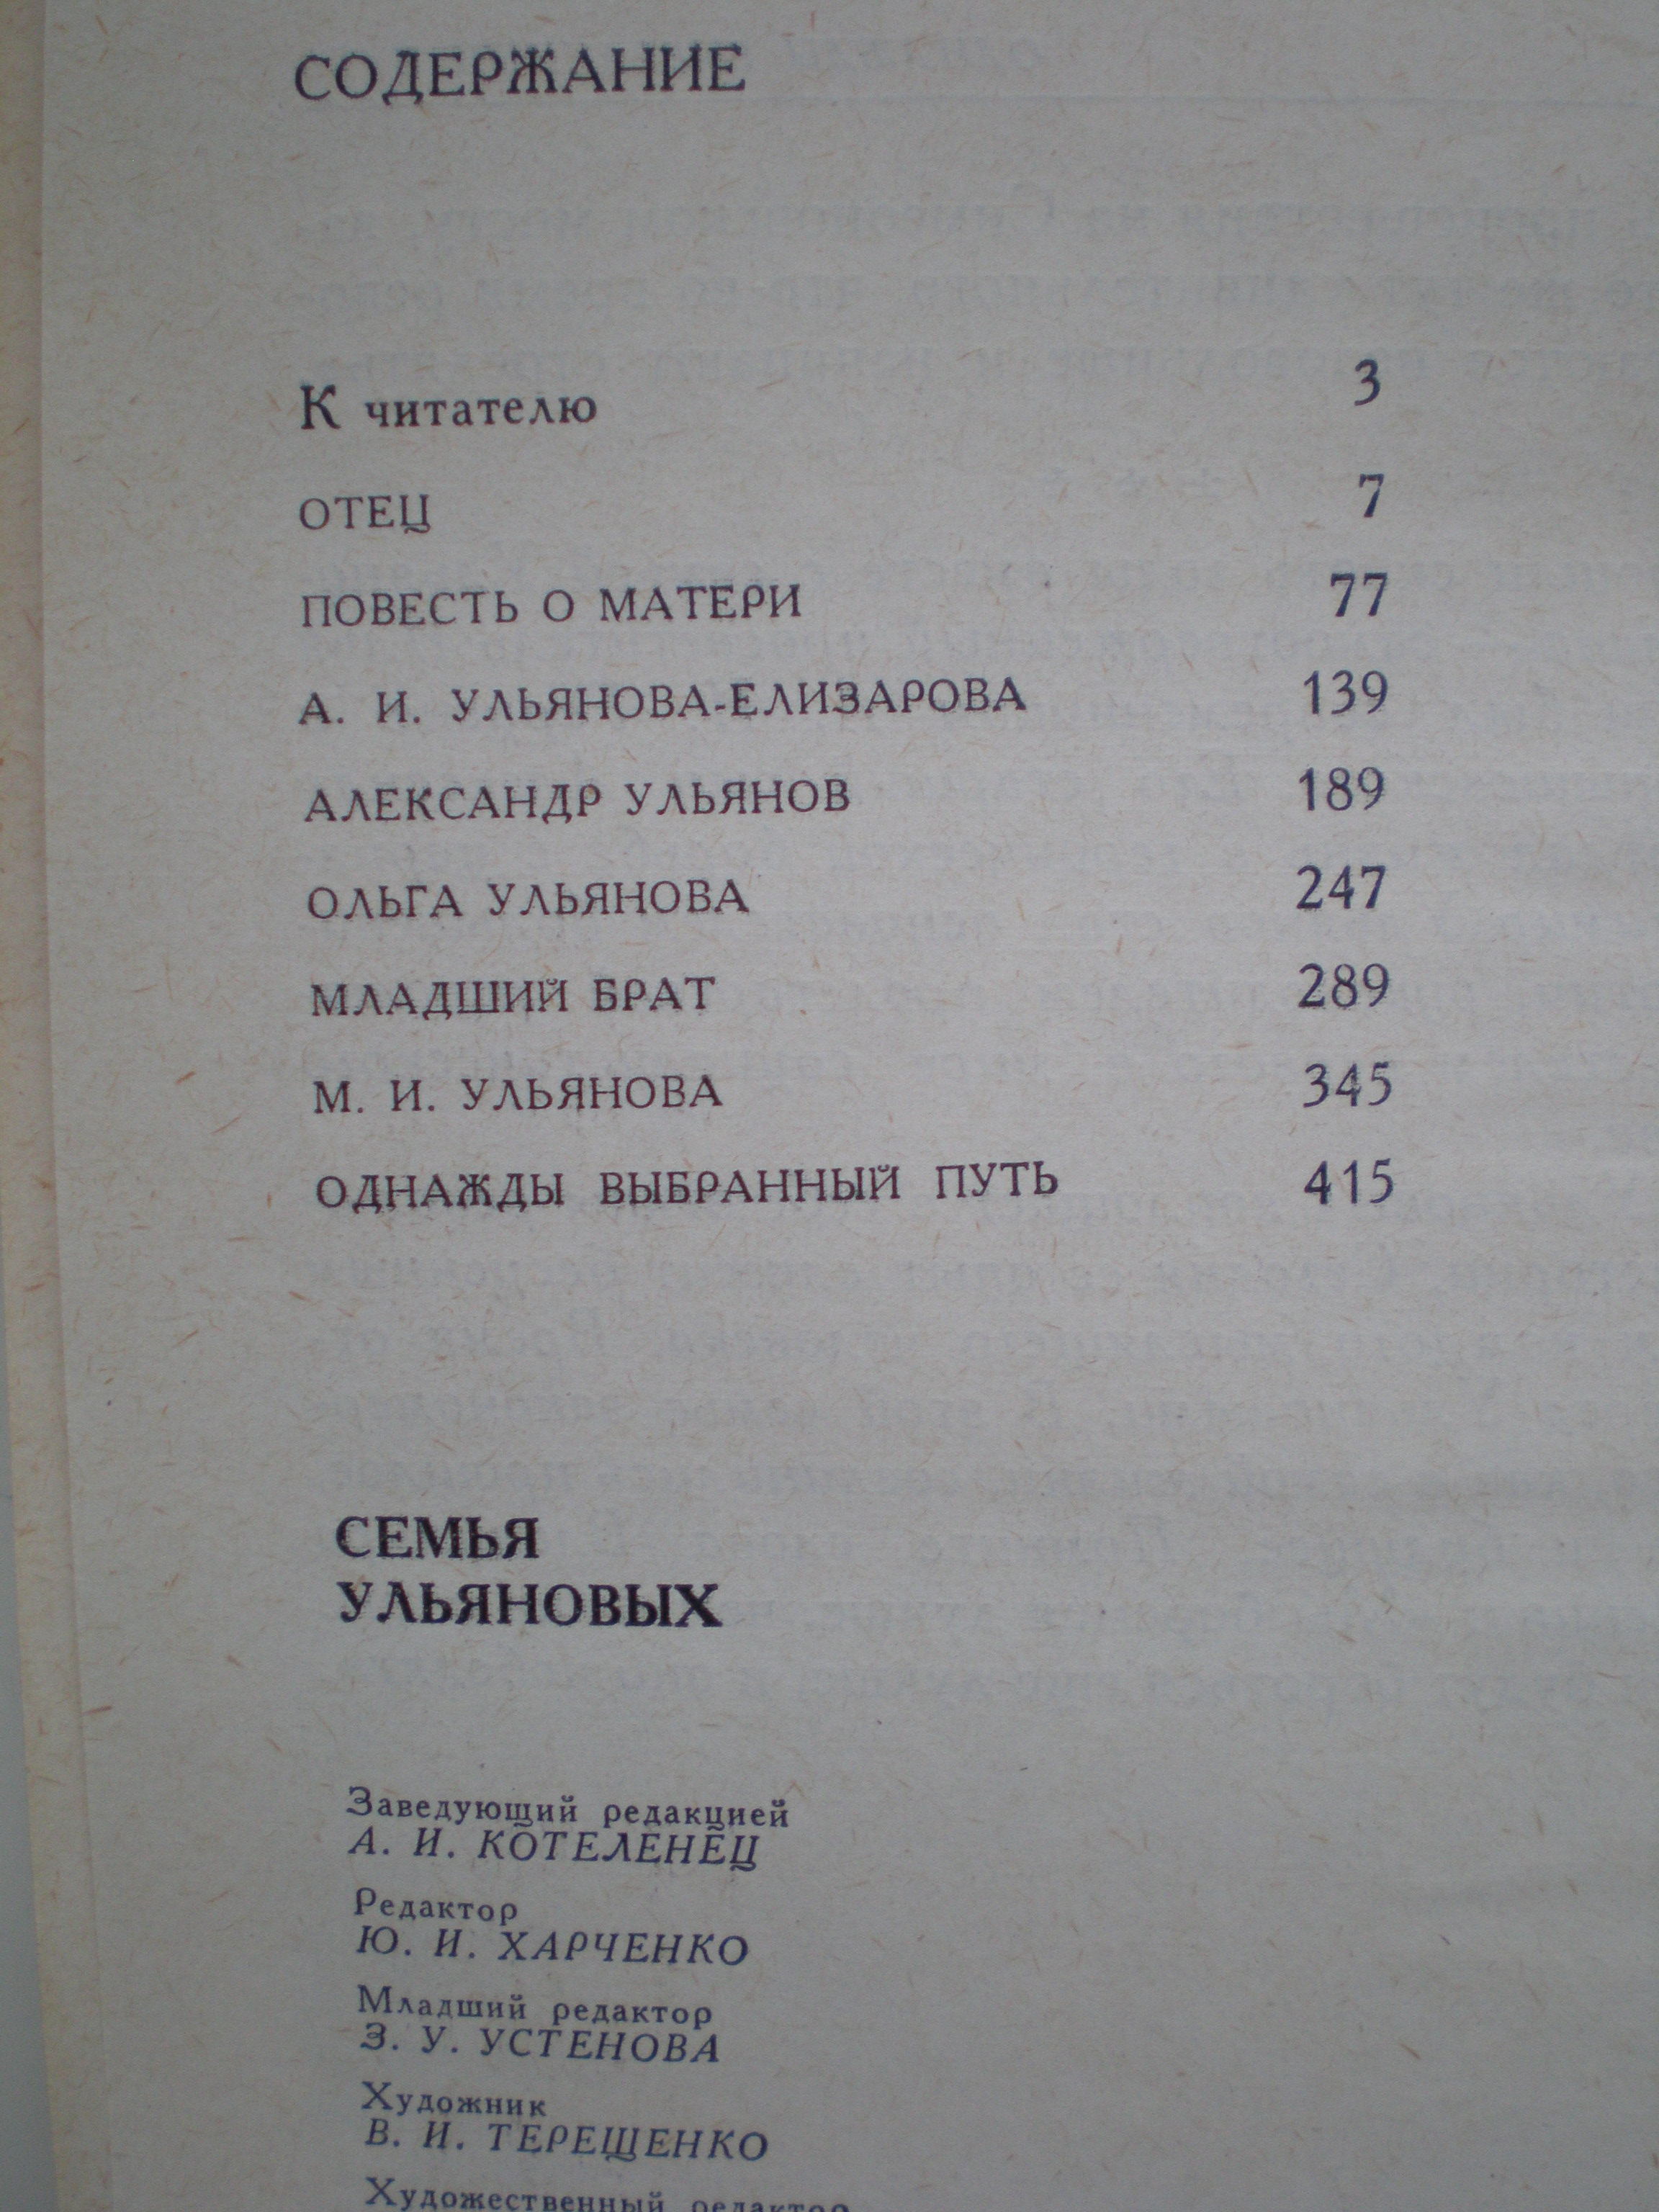 СОДЕРЖАНИЕ
К читателю 3
ОТЕЦ 7
ПОВЕСТЬ О МАТЕРИ 77
А. И. УЛЬЯНОВА-ЕЛИЗАРОВА 139
АЛЕКСАНДР УЛЬЯНОВ 189
ОЛЬГА УЛЬЯНОВА 247
МЛАДШИЙ БРАТ 289
М. И. УЛЬЯНОВА 345
ОДНАЖДЫ ВЫБРАННЫЙ ПУТЬ 415
СЕМЬЯ
УЛЬЯНОВЫХ
Заведующий редакцией
А. И. КОТЕЛЕНЕЦ
Редактор
Ю. И. ХАРЧЕНКО
Младший редактор
З. У. УСТЕНОВА
Художник
В. И. ТЕРЕЩЕНКО
Художественный редактор